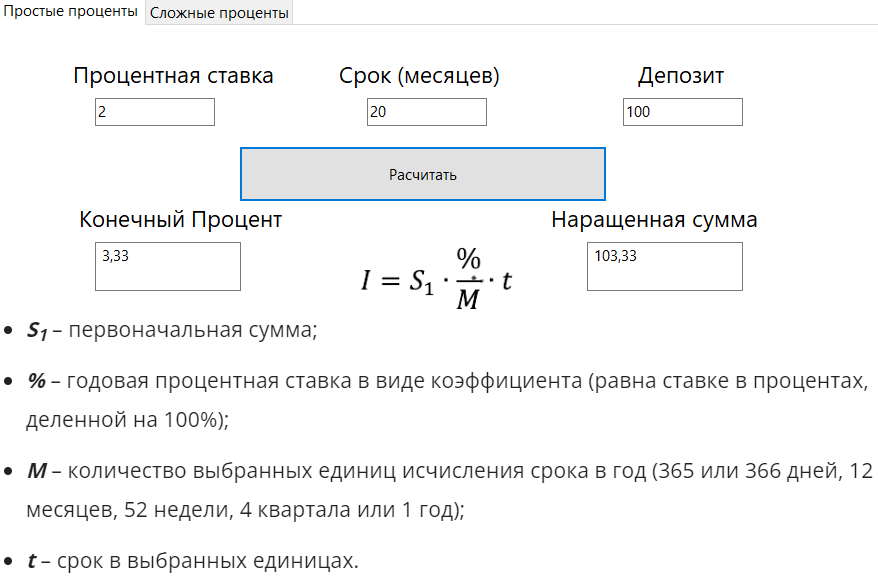 Простые проценты Сложные проценты
Процентная ставка Срок (месяцев) Депозит
2 20 100
Расчитать
Конечный Процент Наращенная сумма
3,33 103,33
I = S₁ · %/M · t
• S₁ – первоначальная сумма;
• % – годовая процентная ставка в виде коэффициента (равна ставке в процентах,
деленной на 100%);
• M – количество выбранных единиц исчисления срока в год (365 или 366 дней, 12
месяцев, 52 недели, 4 квартала или 1 год);
• t – срок в выбранных единицах.